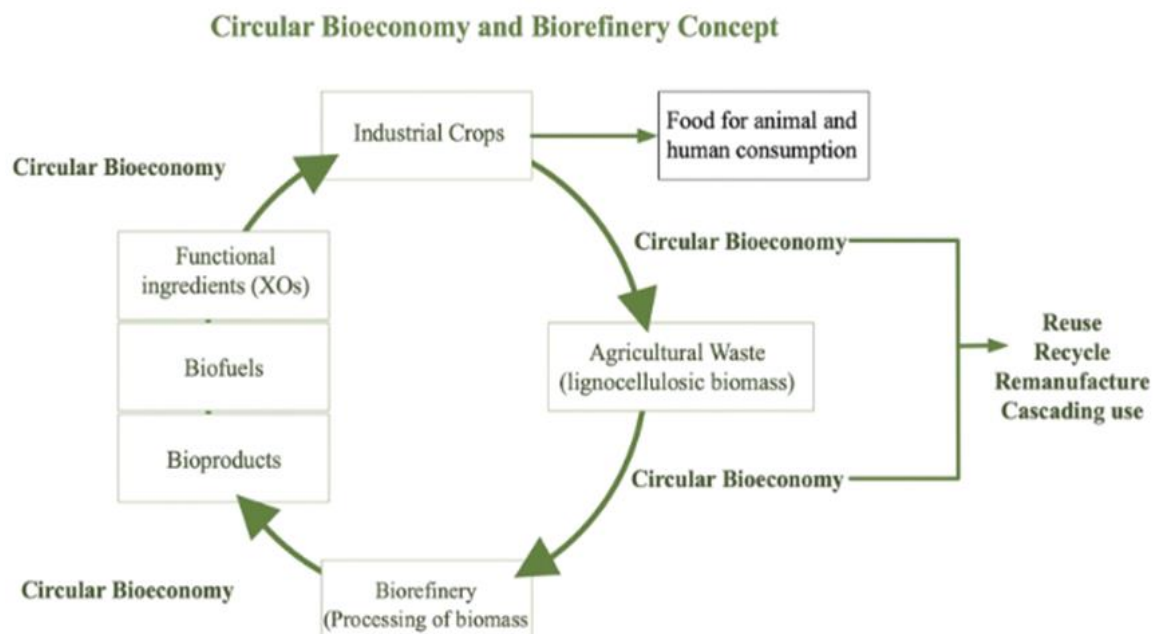 Circular Bioeconomy and Biorefinery Concept
Industrial Crops
Food for animal and
human consumption
Circular Bioeconomy
Functional
ingredients (XOs)
Biofuels
Bioproducts
Circular Bioeconomy
Agricultural Waste
(lignocellulosic biomass)
Circular Bioeconomy
Reuse
Recycle
Remanufacture
Cascading use
Circular Bioeconomy
Biorefinery
(Processing of biomass